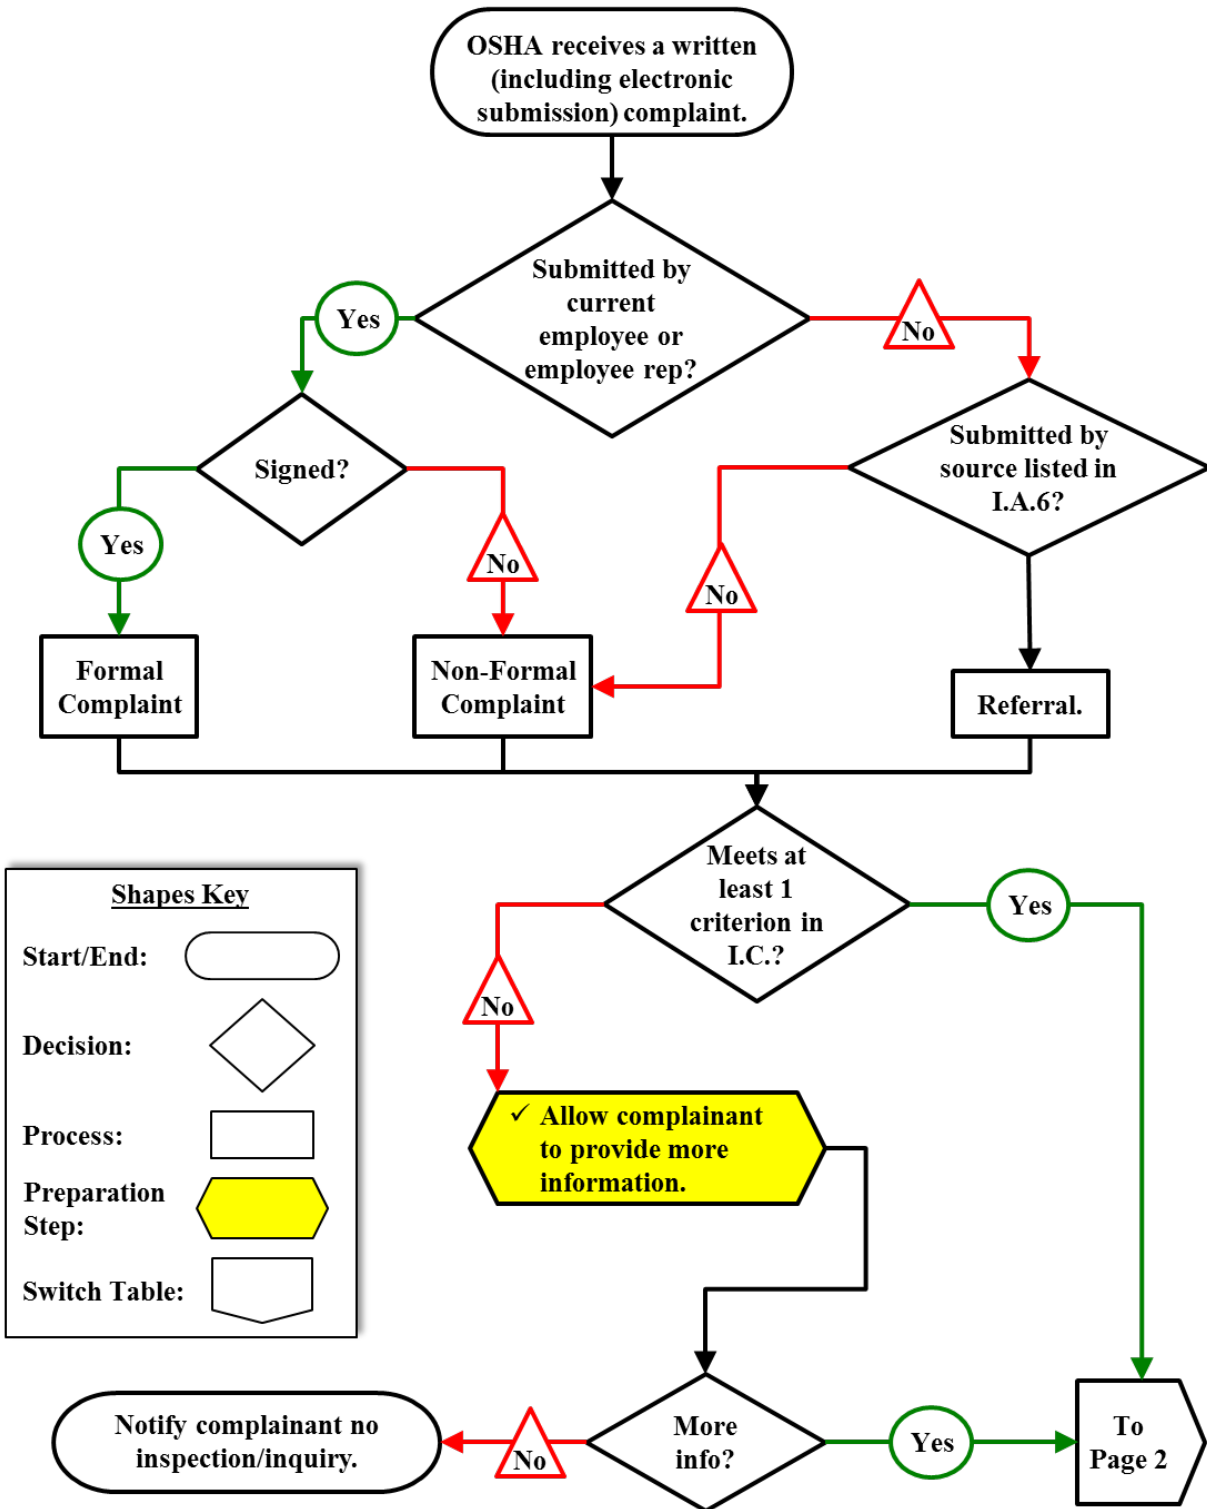 OSHA receives a written
(including electronic
submission) complaint.
Submitted by
current
employee or
employee rep?
Yes
No
Signed?
Submitted by
source listed in
I.A.6?
Yes
No
No
Formal
Complaint
Non-Formal
Complaint
Referral.
Meets at
least 1
criterion in
I.C.?
Yes
No
Shapes Key
Start/End:
Decision:
Process:
Preparation
Step:
Switch Table:
✓ Allow complainant
to provide more
information.
More
info?
No
Yes
Notify complainant no
inspection/inquiry.
To
Page 2